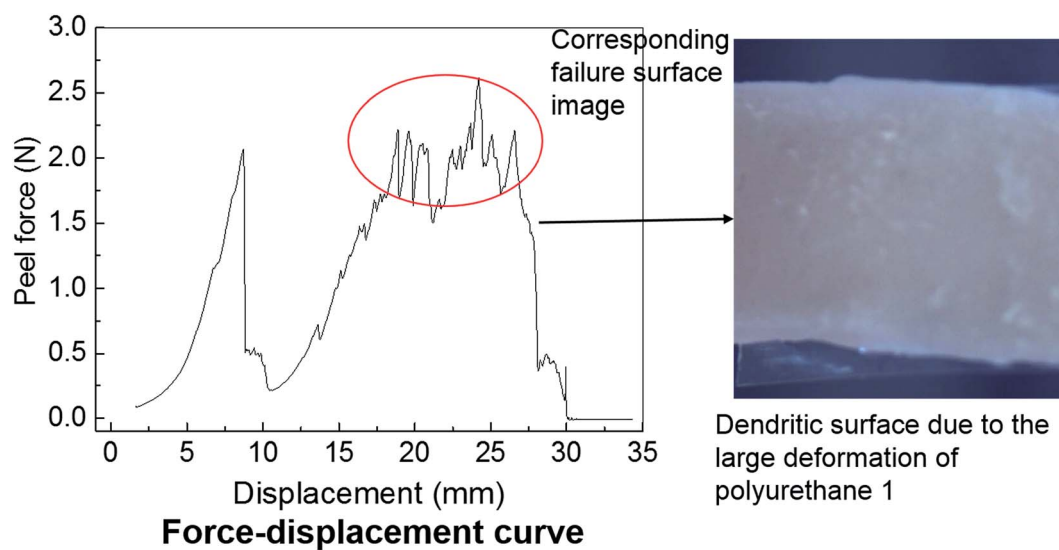 3.0
2.5
2.0
1.5
1.0
0.5
0.0
Peel force (N)
0 5 10 15 20 25 30 35
Displacement (mm)
Force-displacement curve
Corresponding
failure surface
image
Dendritic surface due to the
large deformation of
polyurethane 1